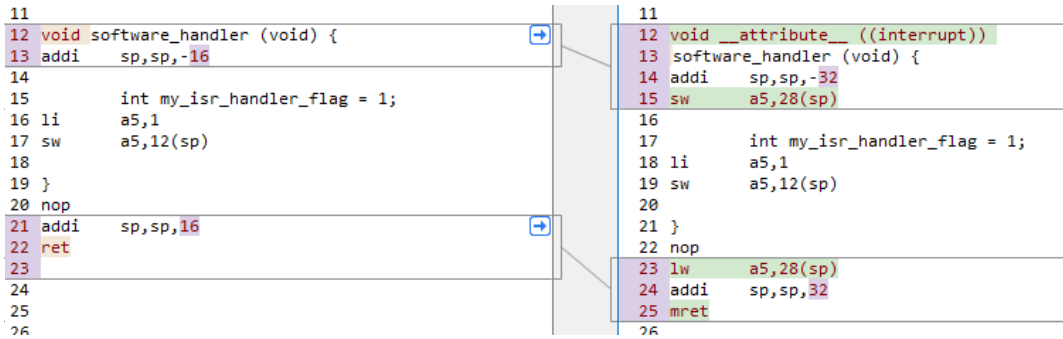 11
12 void software_handler (void) {
13 addi sp,sp,-16
14
15 int my_isr_handler_flag = 1;
16 li a5,1
17 sw a5,12(sp)
18
19 }
20 nop
21 addi sp,sp,16
22 ret
23
24
25
26
11
12 void __attribute__ ((interrupt))
13 software_handler (void) {
14 addi sp,sp,-32
15 sw a5,28(sp)
16
17 int my_isr_handler_flag = 1;
18 li a5,1
19 sw a5,12(sp)
20
21 }
22 nop
23 lw a5,28(sp)
24 addi sp,sp,32
25 mret
26